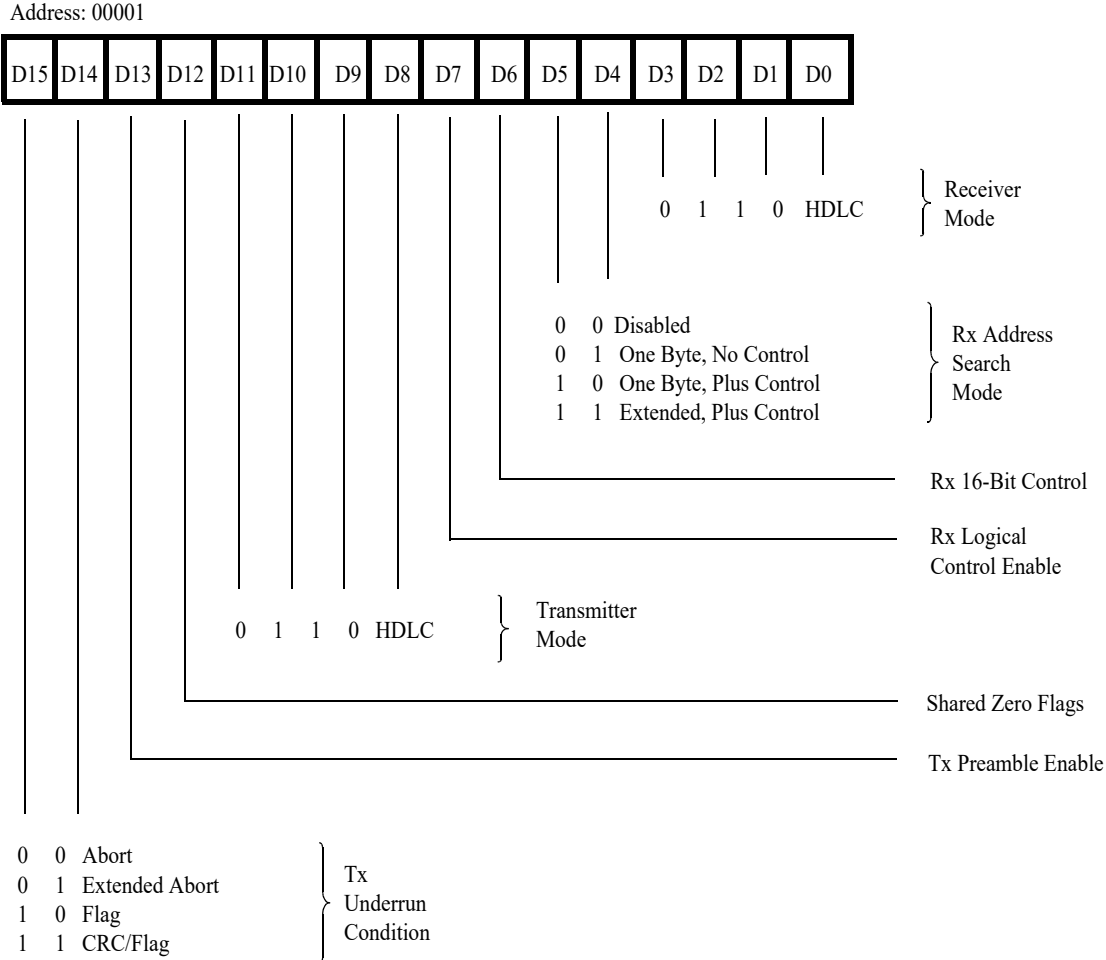 Address: 00001
D15 D14 D13 D12 D11 D10 D9 D8 D7 D6 D5 D4 D3 D2 D1 D0
0 1 1 0 HDLC
Receiver
Mode
0 0 Disabled
0 1 One Byte, No Control
1 0 One Byte, Plus Control
1 1 Extended, Plus Control
Rx Address
Search
Mode
Rx 16-Bit Control
Rx Logical
Control Enable
0 1 1 0 HDLC
Transmitter
Mode
Shared Zero Flags
Tx Preamble Enable
0 0 Abort
0 1 Extended Abort
1 0 Flag
1 1 CRC/Flag
Tx
Underrun
Condition